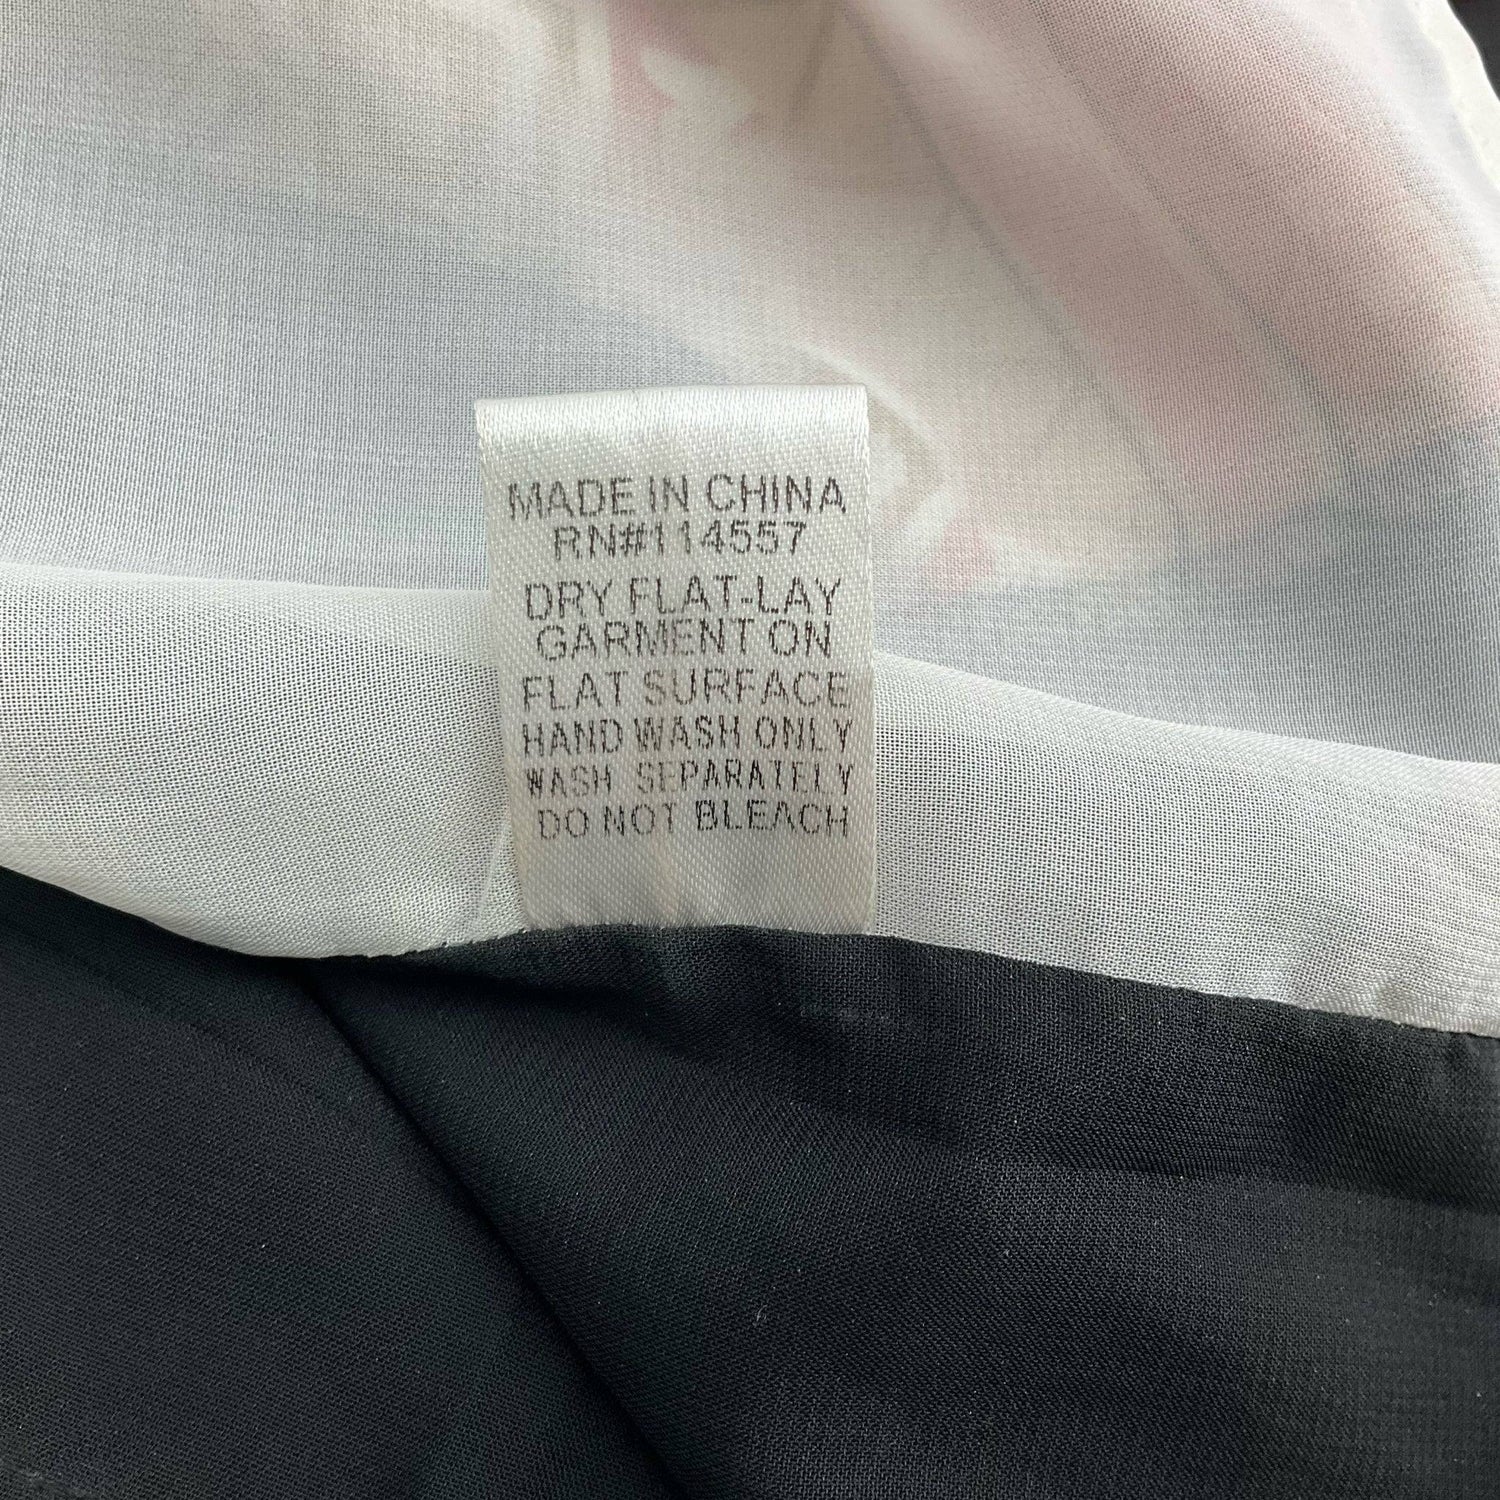 MADE IN CHINA
RN#114557
DRY FLAT-LAY
GARMENT ON
FLAT SURFACE
HAND WASH ONLY
WASH SEPARATELY
DO NOT BLEACH